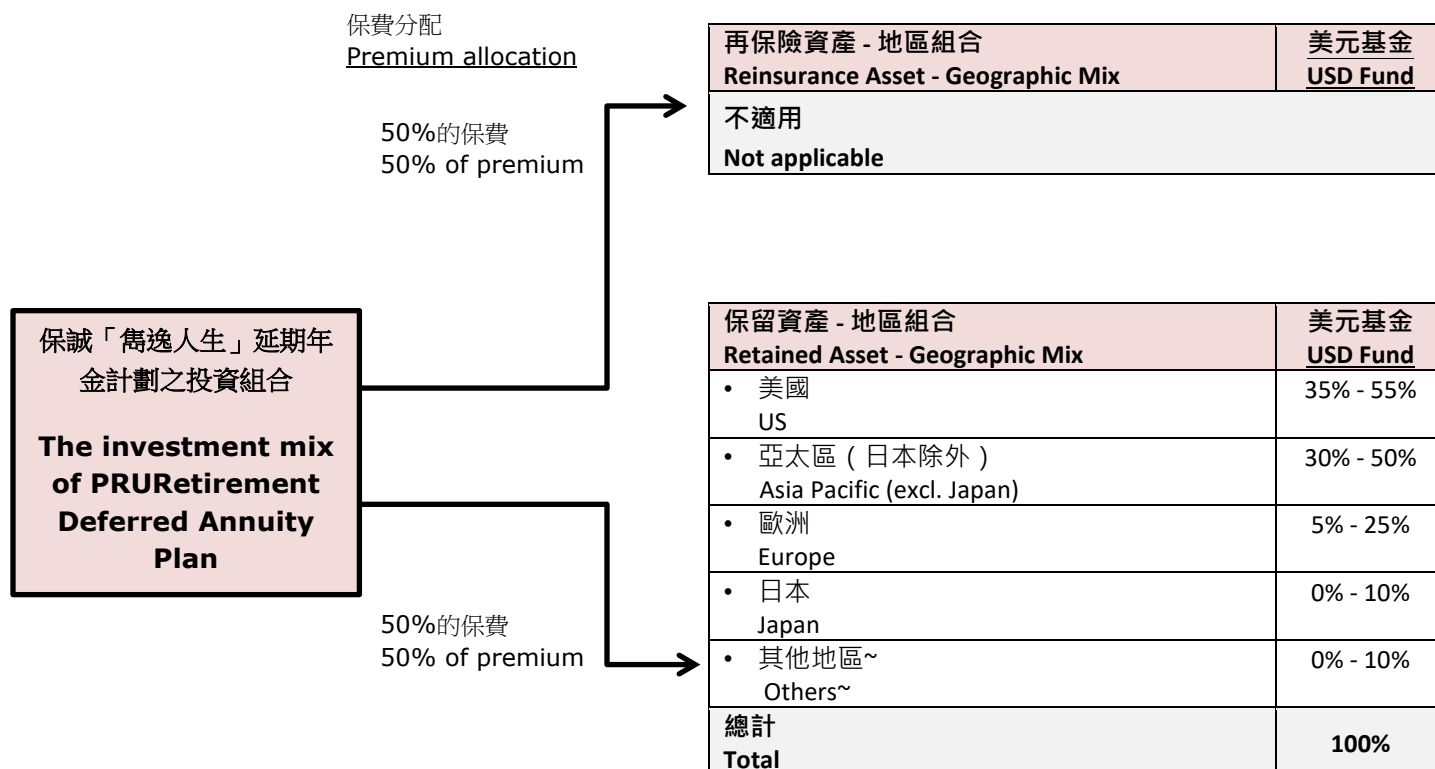 保費分配
Premium allocation
50%的保費
50% of premium
再保險資產 - 地區組合 美元基金
Reinsurance Asset - Geographic Mix USD Fund
不適用
Not applicable
保誠「雋逸人生」延期年
金計劃之投資組合
The investment mix
of PRURetirement
Deferred Annuity
Plan
50%的保費
50% of premium
保留資產 - 地區組合 美元基金
Retained Asset - Geographic Mix USD Fund
• 美國 35% - 55%
US
• 亞太區（日本除外） 30% - 50%
Asia Pacific (excl. Japan)
• 歐洲 5% - 25%
Europe
• 日本 0% - 10%
Japan
• 其他地區~ 0% - 10%
Others~
總計
Total 100%